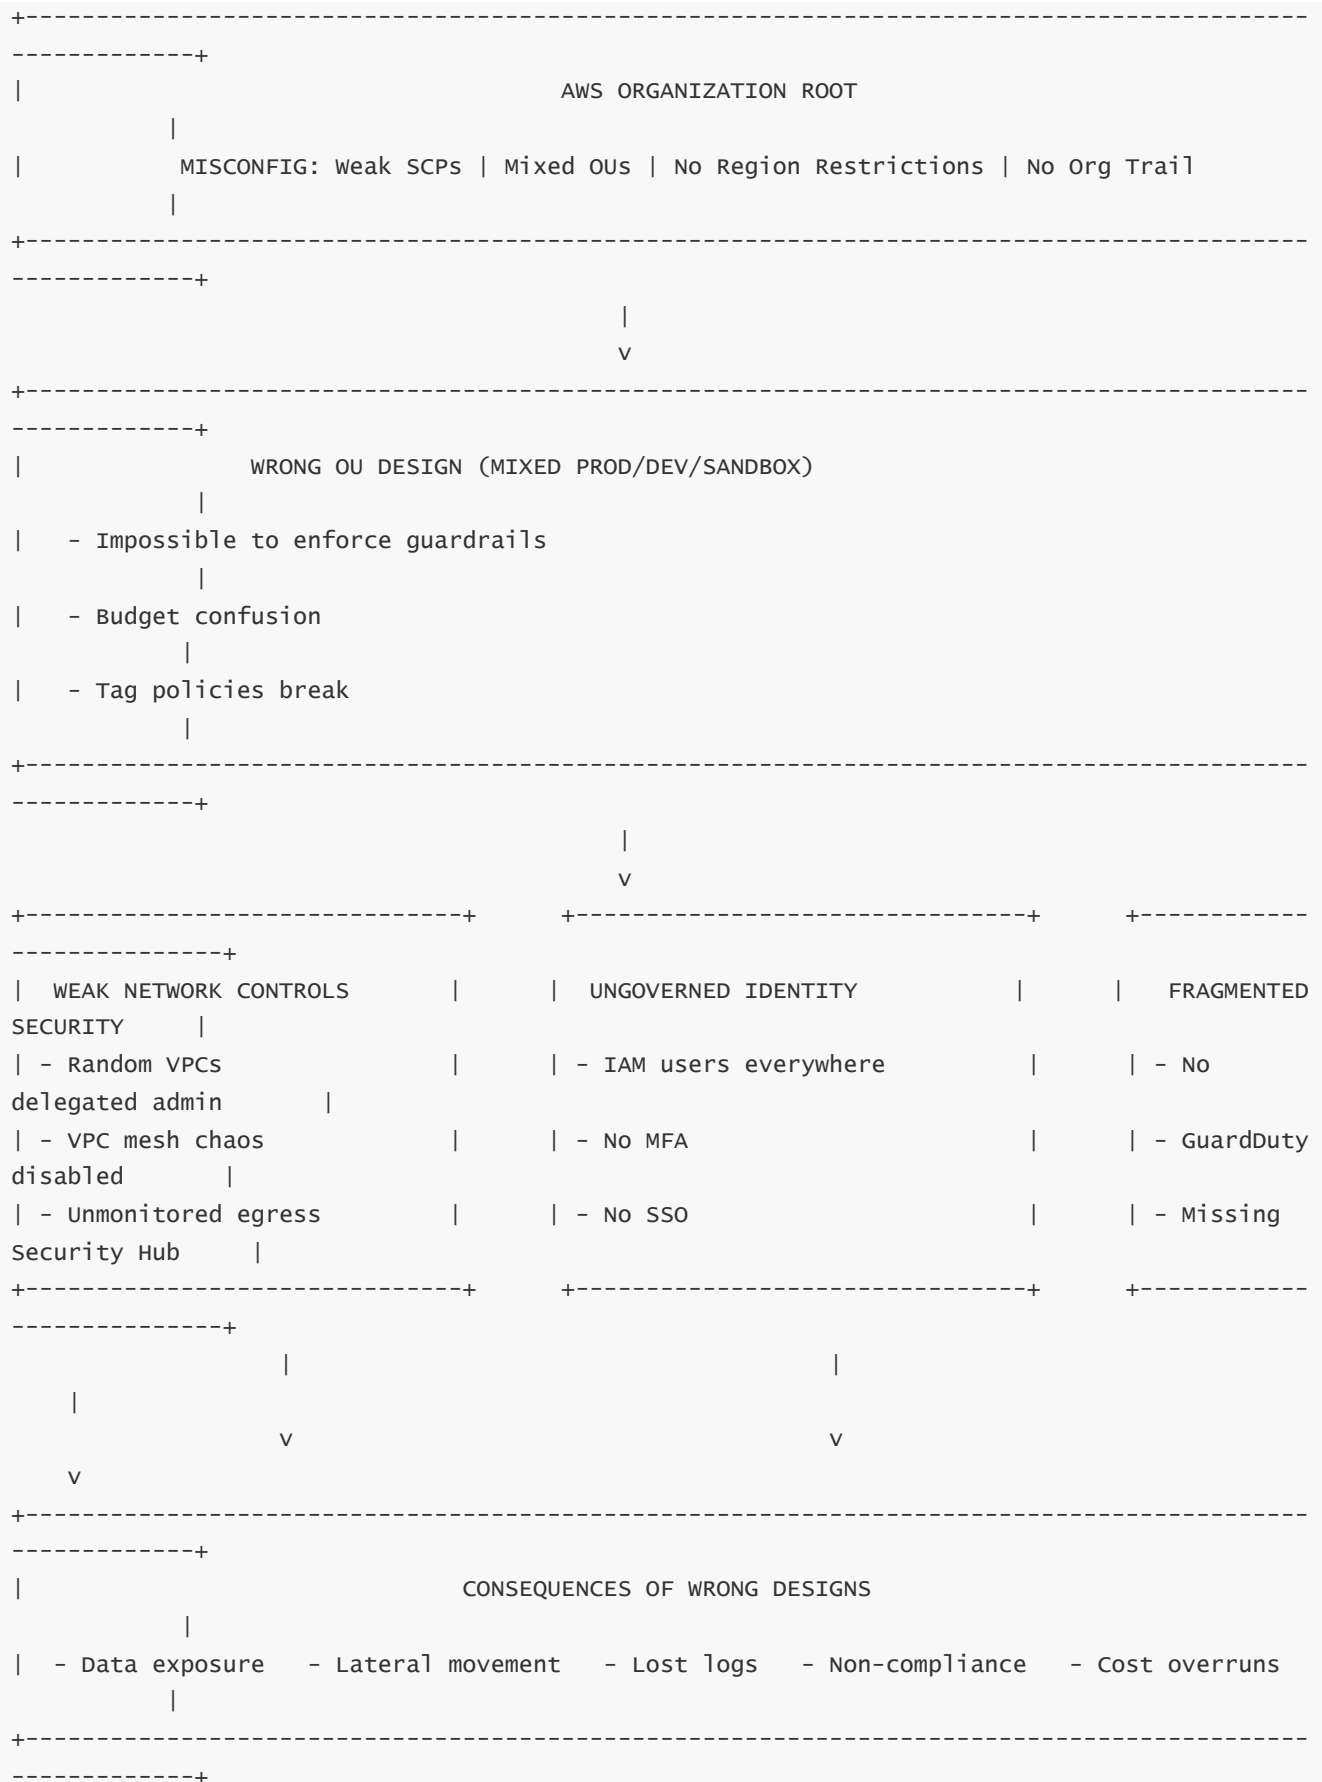 +-------------------------------------------------------------------------------------------
-------------+
|                                      AWS ORGANIZATION ROOT
           |
|           MISCONFIG: Weak SCPs | Mixed OUs | No Region Restrictions | No Org Trail
           |
+-------------------------------------------------------------------------------------------
-------------+
                                           |
                                           v
+-------------------------------------------------------------------------------------------
-------------+
|                WRONG OU DESIGN (MIXED PROD/DEV/SANDBOX)
             |
|   - Impossible to enforce guardrails
             |
|   - Budget confusion
            |
|   - Tag policies break
            |
+-------------------------------------------------------------------------------------------
-------------+
                                           |
                                           v
+-------------------------------+      +--------------------------------+      +------------
---------------+
|  WEAK NETWORK CONTROLS       |      |  UNGOVERNED IDENTITY           |      |   FRAGMENTED
SECURITY     |
| - Random VPCs                |      | - IAM users everywhere          |      | - No
delegated admin       |
| - VPC mesh chaos             |      | - No MFA                        |      | - GuardDuty
disabled       |
| - Unmonitored egress         |      | - No SSO                        |      | - Missing
Security Hub     |
+-------------------------------+      +--------------------------------+      +------------
---------------+
                   |                                      |
    |
                   v                                      v
    v
+-------------------------------------------------------------------------------------------
-------------+
|                               CONSEQUENCES OF WRONG DESIGNS
            |
|  - Data exposure   - Lateral movement   - Lost logs   - Non-compliance   - Cost overruns
           |
+-------------------------------------------------------------------------------------------
-------------+